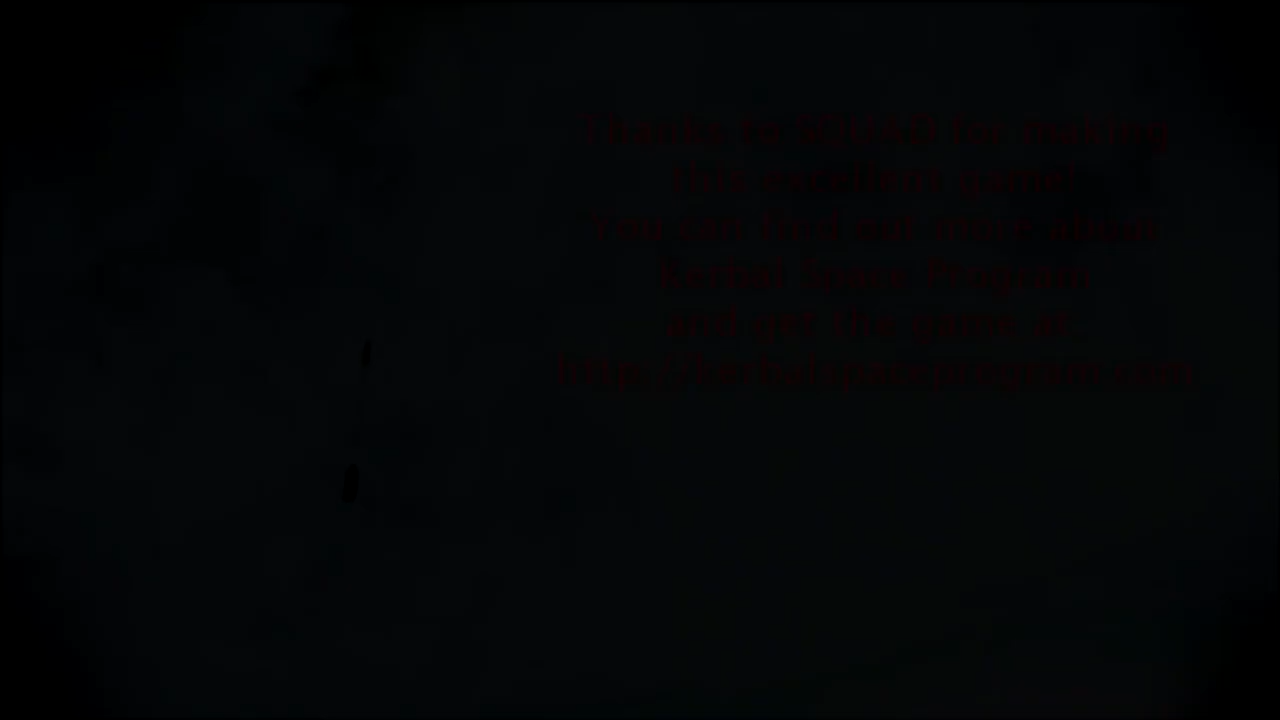 Thanks to SQUAD for making
this excellent game!
You can find out more about
Kerbal Space Program
and get the game at
http://kerbalspaceprogram.com